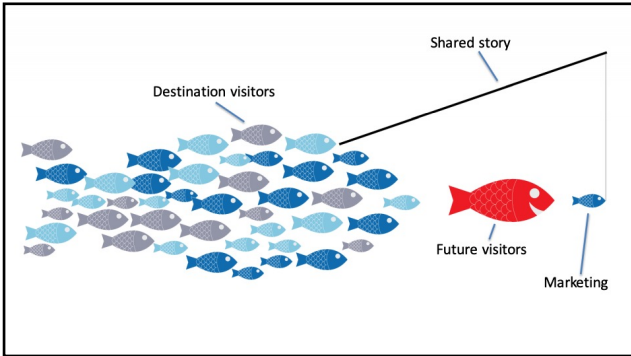 Shared story
Destination visitors
Future visitors
Marketing